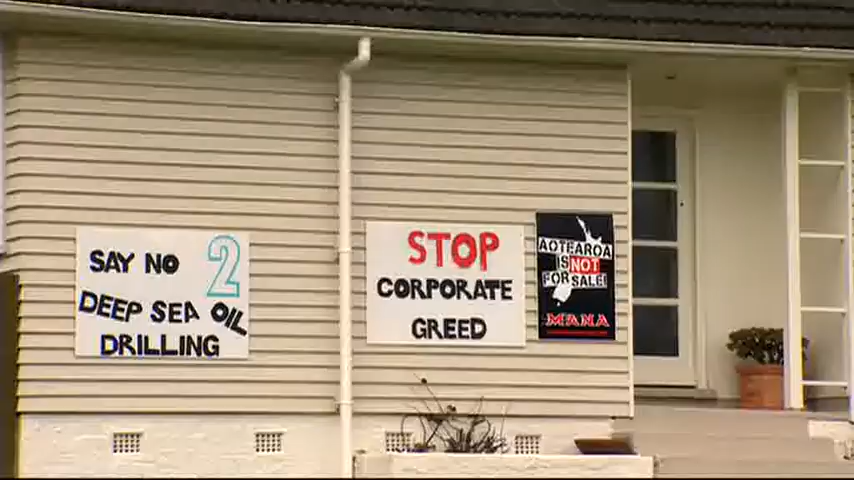 SAY NO 2
DEEP SEA OIL
DRILLING
STOP
CORPORATE
GREED
AOTEAROA
IS NOT
FOR SALE!
MANA